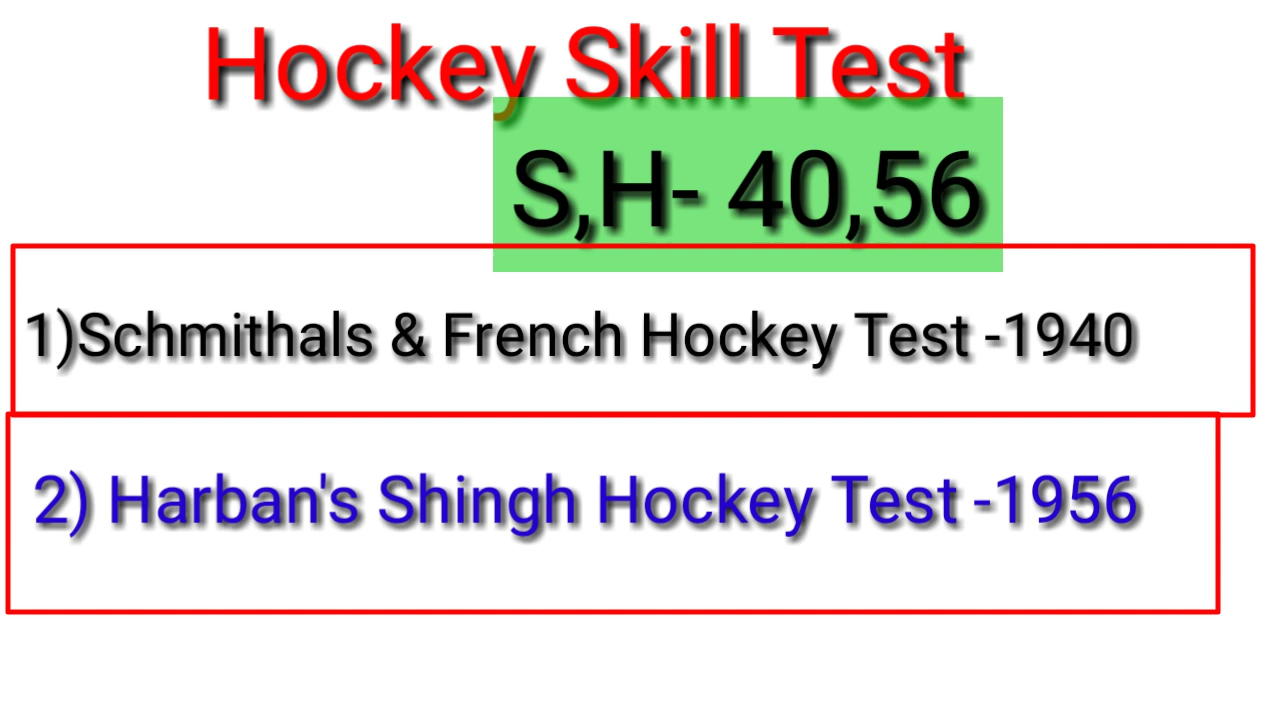 Hockey Skill Test
S,H- 40,56
1)Schmithals & French Hockey Test -1940
2) Harban's Shingh Hockey Test -1956